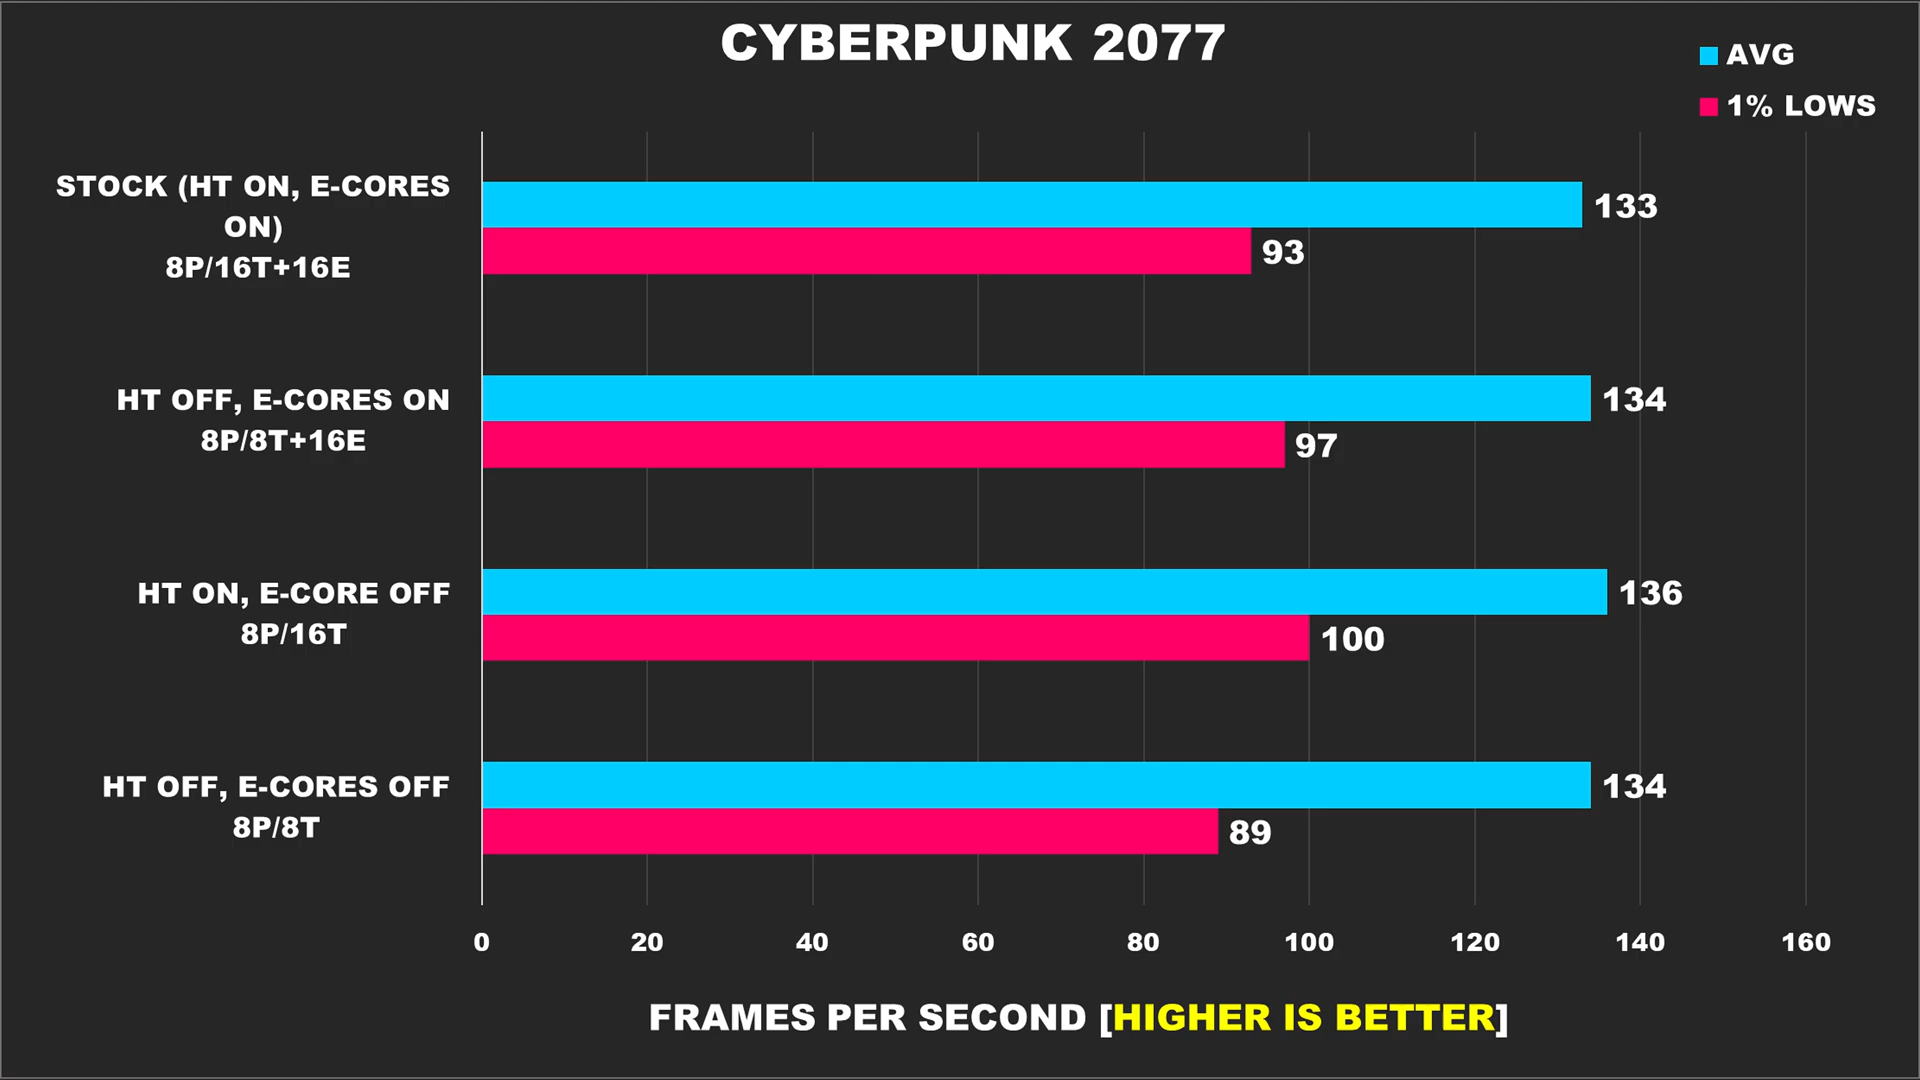 CYBERPUNK 2077
AVG
1% LOWS
STOCK (HT ON, E-CORES
ON)
8P/16T+16E
133
93
HT OFF, E-CORES ON
8P/8T+16E
134
97
HT ON, E-CORE OFF
8P/16T
136
100
HT OFF, E-CORES OFF
8P/8T
134
89
0 20 40 60 80 100 120 140 160
FRAMES PER SECOND [HIGHER IS BETTER]